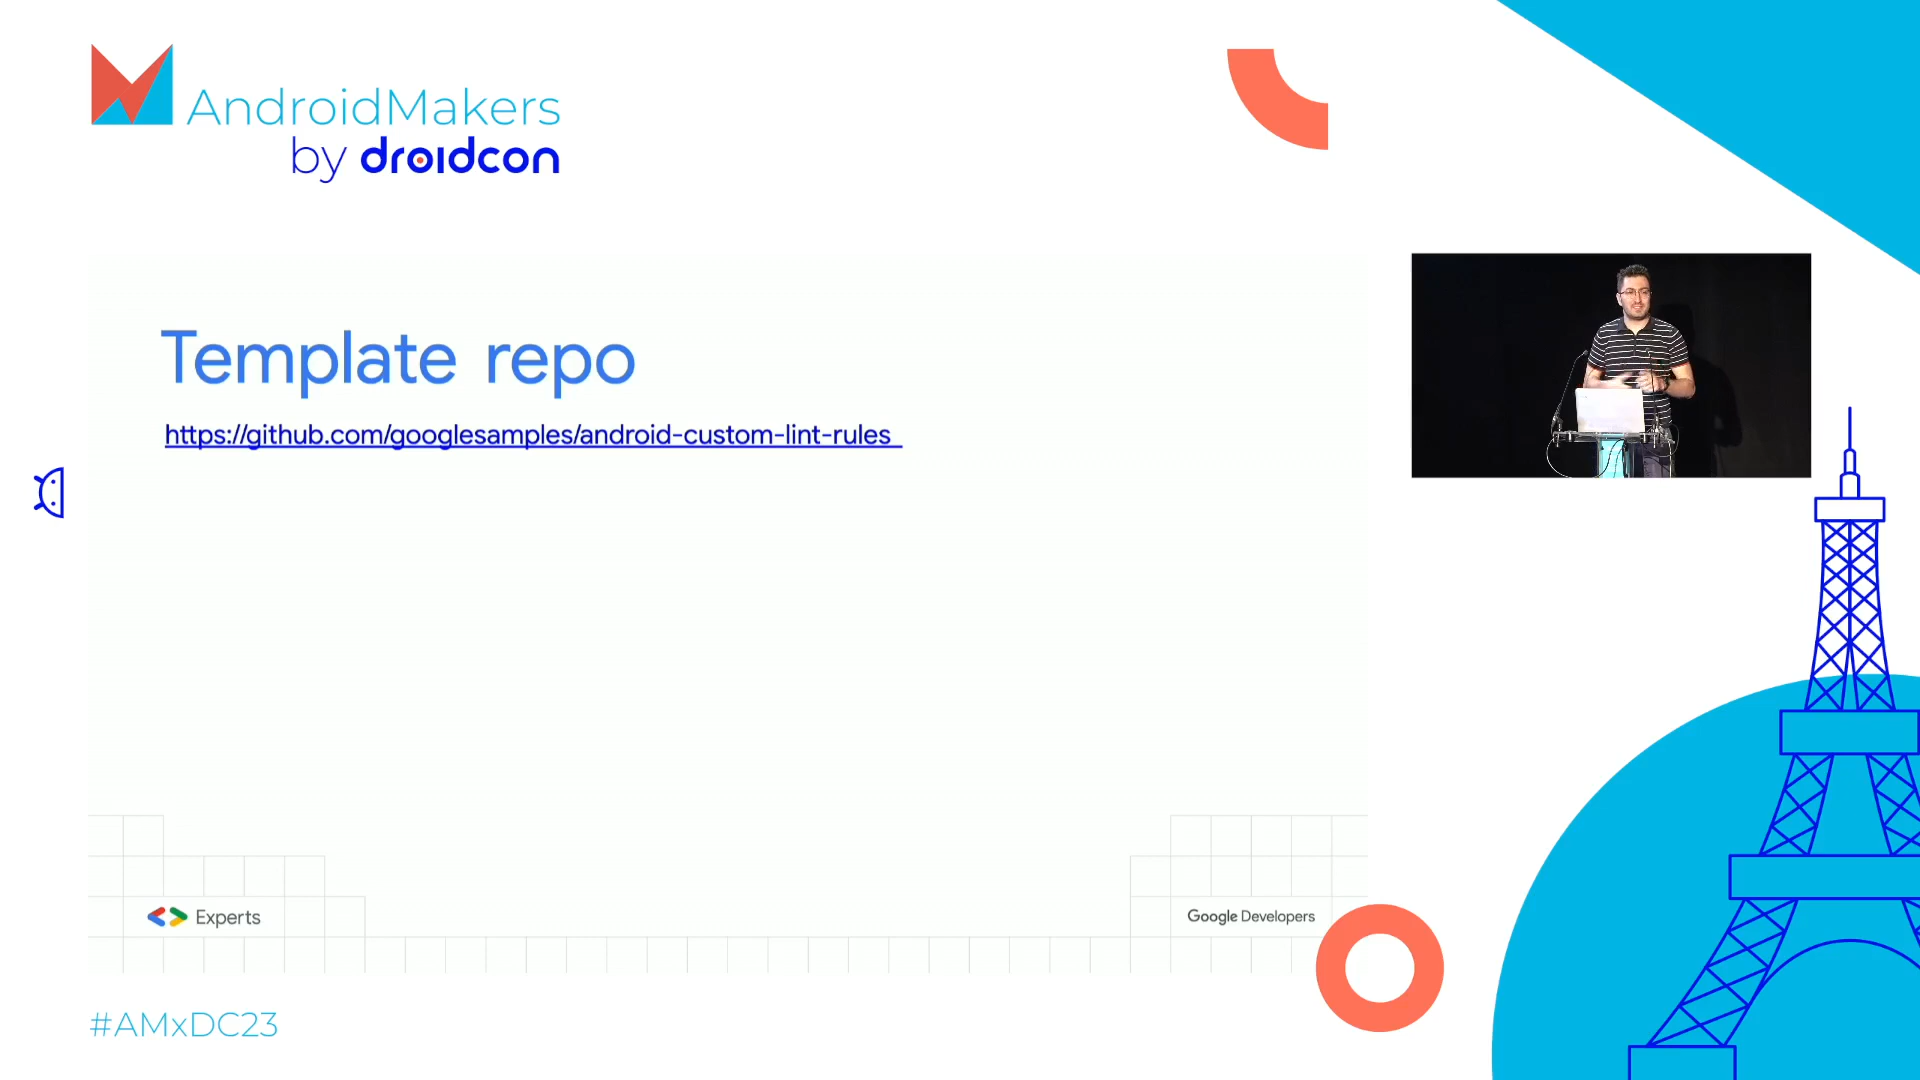 AndroidMakers
by droidcon
Template repo
https://github.com/googlesamples/android-custom-lint-rules
Experts
Google Developers
#AMxDC23